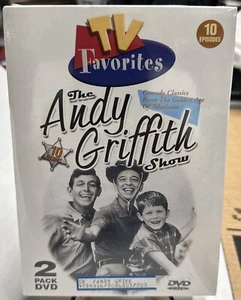 TV
Favorites
10
EPISODES
The
Comedy Classics
From The Golden Age Of
Television
Andy
10
Griffith
Show
2
PACK
DVD
DVD